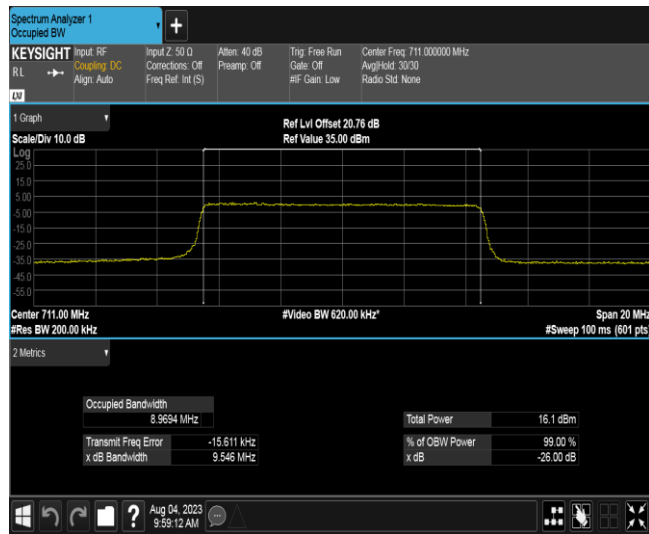 Spectrum Analyzer 1
Occupied BW
+
KEYSIGHT
RL
LXI
Input: RF
Coupling: DC
Align: Auto
Input Z: 50 Ω
Corrections: Off
Freq Ref: Int (S)
Atten: 40 dB
Preamp: Off
Trig: Free Run
Gate: Off
#IF Gain: Low
Center Freq: 711.000000 MHz
Avg|Hold: 30/30
Radio Std: None
1 Graph
Scale/Div 10.0 dB
Ref Lvl Offset 20.76 dB
Ref Value 35.00 dBm
Log
25.0
15.0
5.00
-5.00
-15.0
-25.0
-35.0
-45.0
-55.0
Center 711.00 MHz
#Video BW 620.00 kHz*
Span 20 MHz
#Res BW 200.00 kHz
#Sweep 100 ms (601 pts)
2 Metrics
Occupied Bandwidth
8.9694 MHz
Total Power 16.1 dBm
Transmit Freq Error -15.611 kHz
% of OBW Power 99.00 %
x dB Bandwidth 9.546 MHz
x dB -26.00 dB
?
Aug 04, 2023
9:59:12 AM